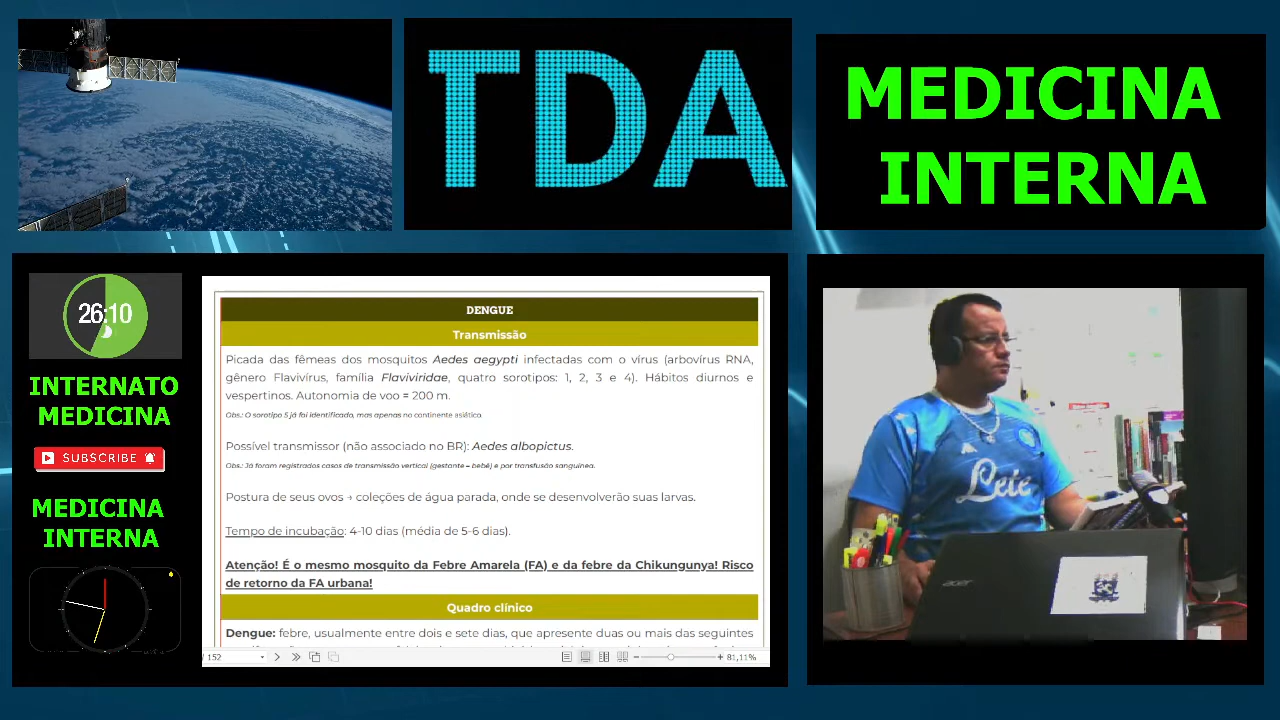 TDA
MEDICINA
INTERNA
26:10
INTERNATO
MEDICINA
SUBSCRIBE
MEDICINA
INTERNA
DENGUE
Transmissão
Picada das fêmeas dos mosquitos Aedes aegypti infectadas com o vírus (arbovírus RNA,
gênero Flavivírus, família Flaviviridae, quatro sorotipos: 1, 2, 3 e 4). Hábitos diurnos e
vespertinos. Autonomia de voo = 200 m.
Obs.: O sorotipo 5 já foi identificado, mas apenas no continente asiático.
Possível transmissor (não associado no BR): Aedes albopictus.
Obs.: Já foram registrados casos de transmissão vertical (gestante – bebê) e por transfusão sanguínea.
Postura de seus ovos → coleções de água parada, onde se desenvolverão suas larvas.
Tempo de incubação: 4-10 dias (média de 5-6 dias).
Atenção! É o mesmo mosquito da Febre Amarela (FA) e da febre da Chikungunya! Risco
de retorno da FA urbana!
Quadro clínico
Dengue: febre, usualmente entre dois e sete dias, que apresente duas ou mais das seguintes
/ 152
81,11%
Lete
acer